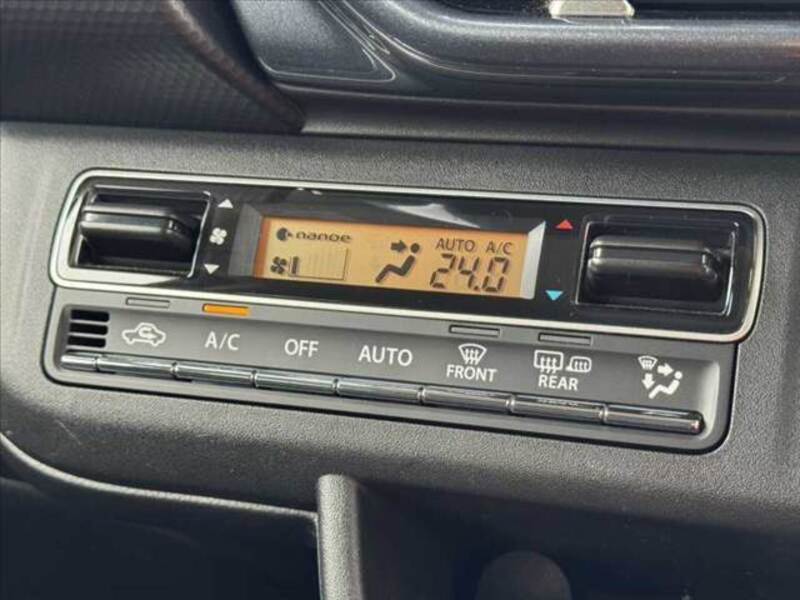 nanoe
AUTO A/C
24.0
A/C OFF AUTO FRONT REAR